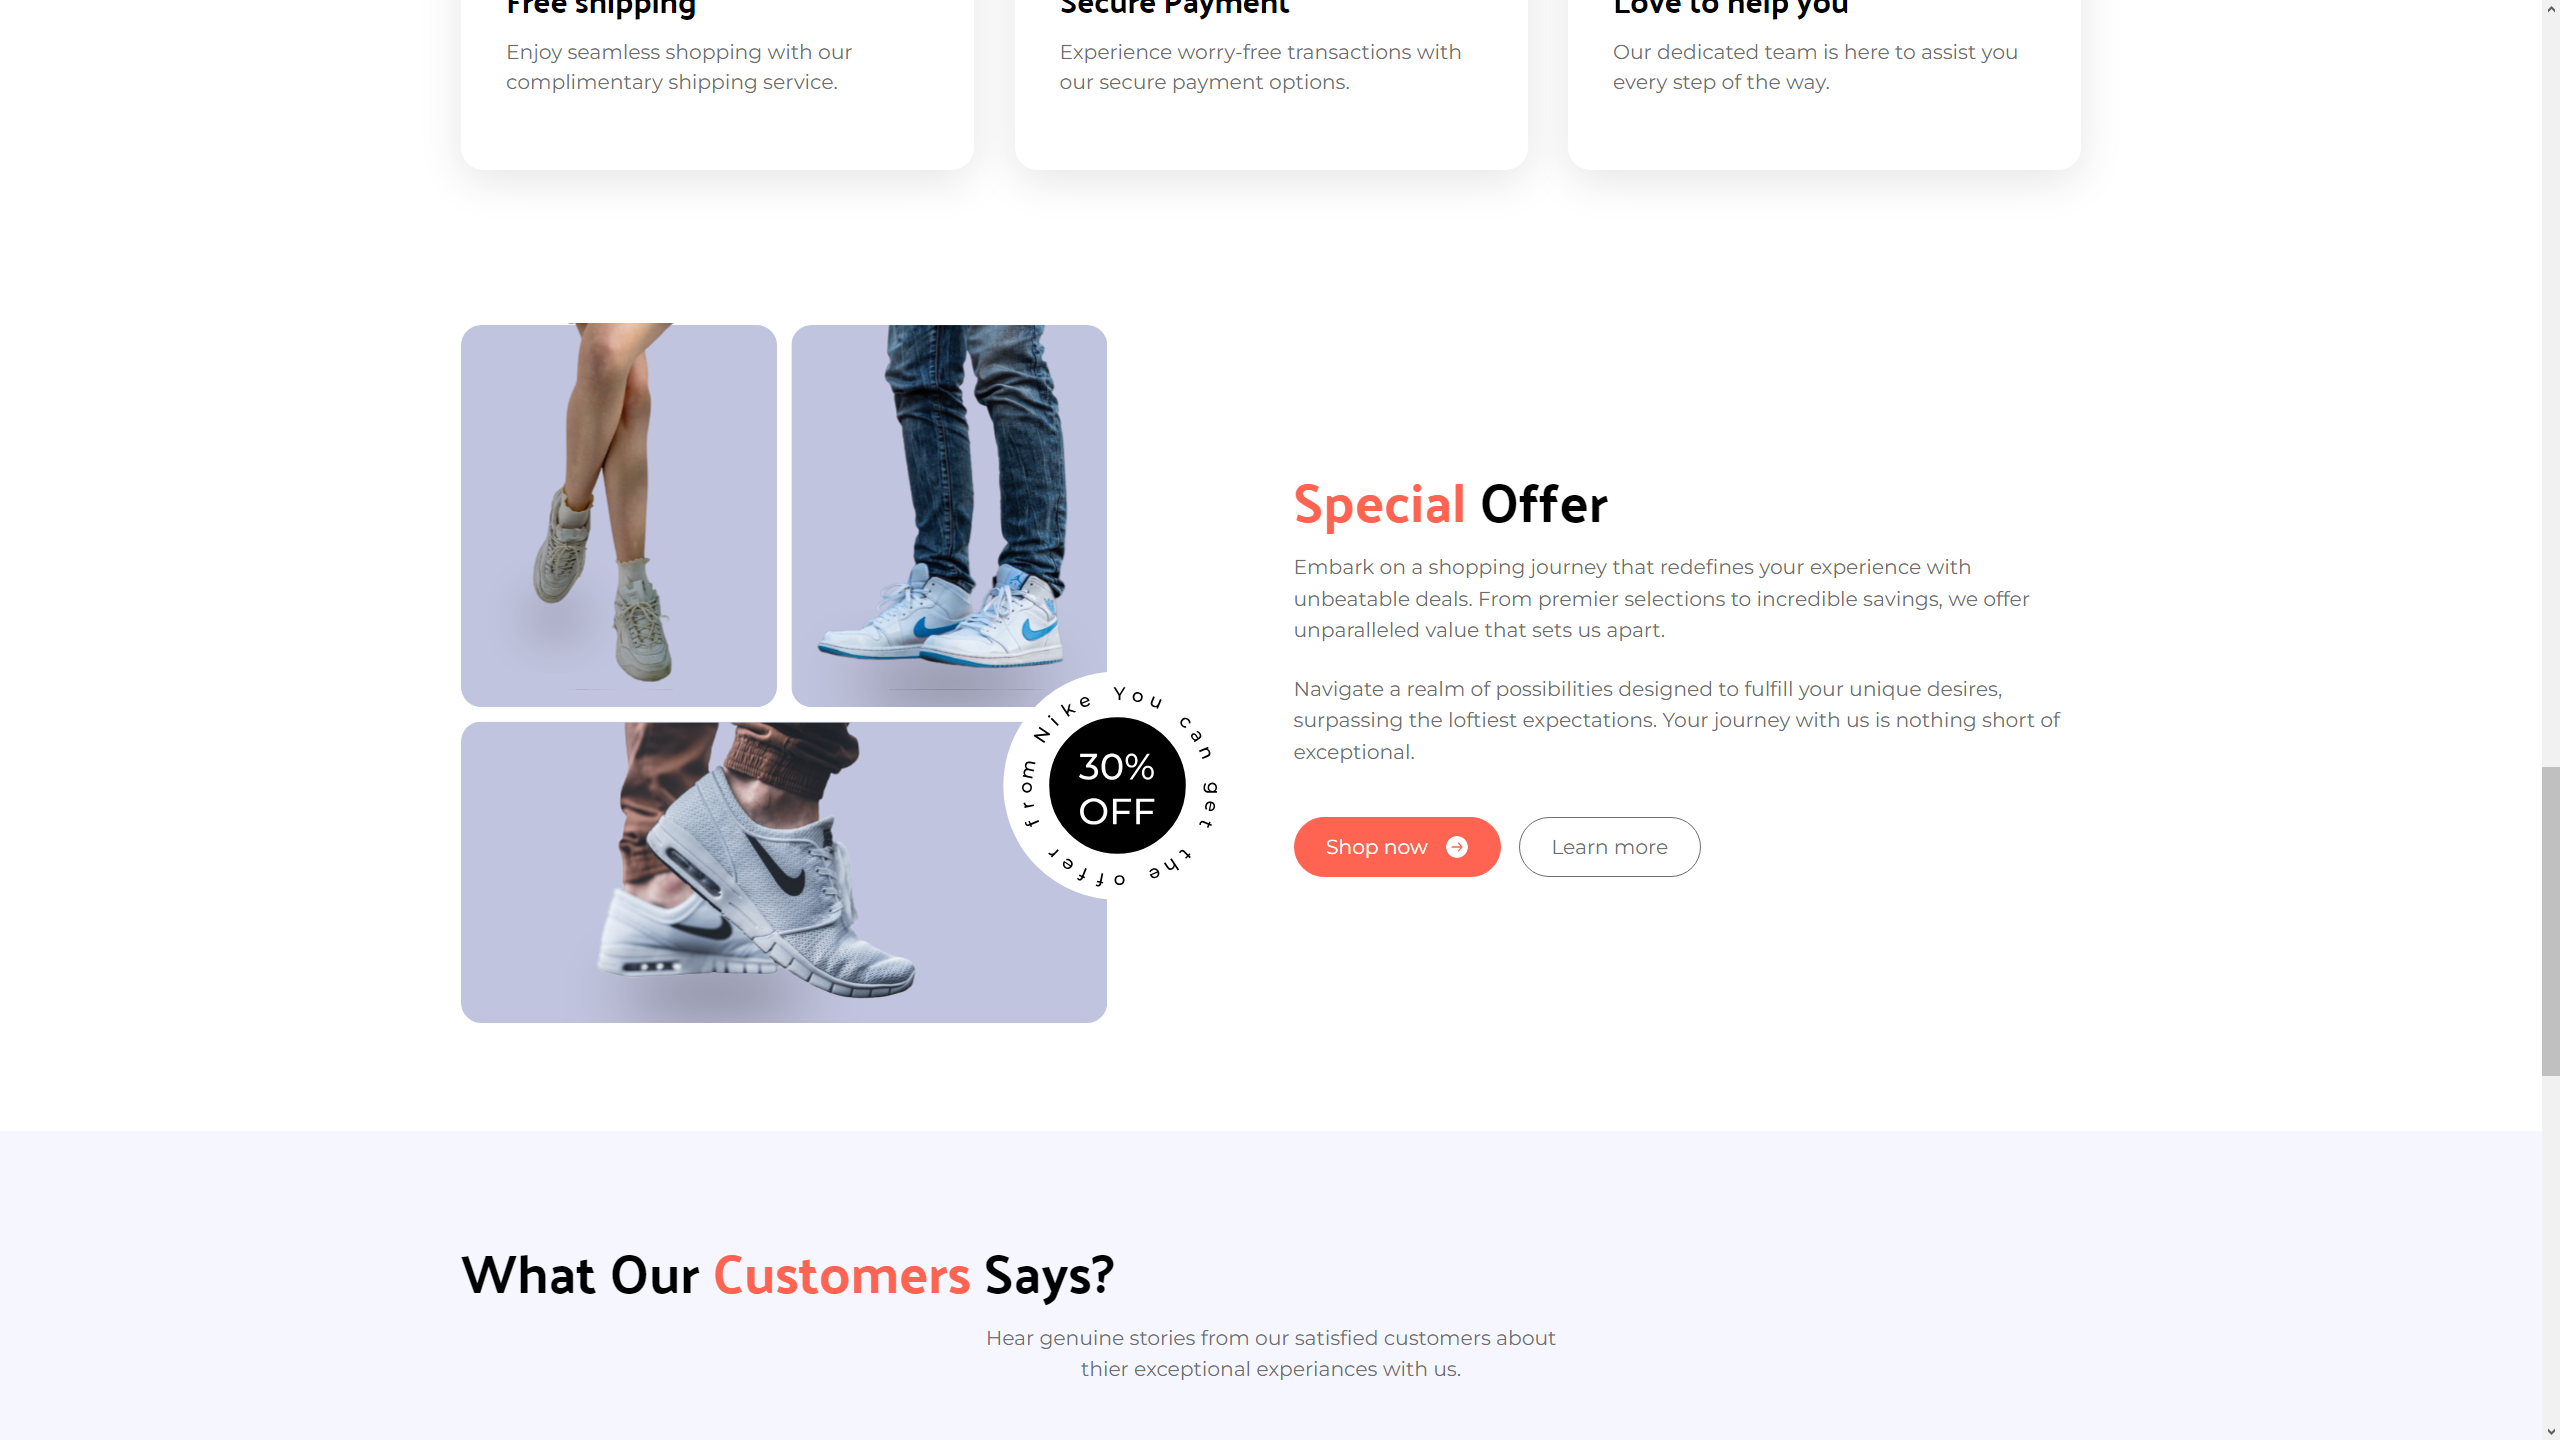 Free shipping
Enjoy seamless shopping with our
complimentary shipping service.
Secure Payment
Experience worry-free transactions with
our secure payment options.
Love to help you
Our dedicated team is here to assist you
every step of the way.
You can get the offer from Nike
30%
OFF
Special Offer
Embark on a shopping journey that redefines your experience with
unbeatable deals. From premier selections to incredible savings, we offer
unparalleled value that sets us apart.
Navigate a realm of possibilities designed to fulfill your unique desires,
surpassing the loftiest expectations. Your journey with us is nothing short of
exceptional.
Shop now
Learn more
What Our Customers Says?
Hear genuine stories from our satisfied customers about
thier exceptional experiances with us.